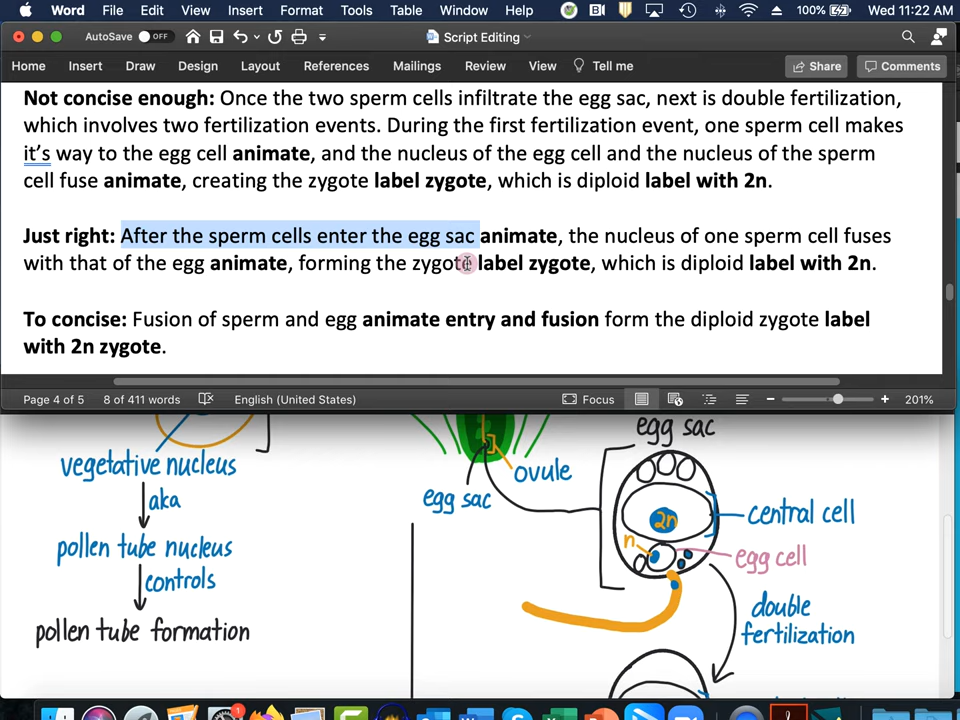 Word File Edit View Insert Format Tools Table Window Help 100% Wed 11:22 AM
AutoSave OFF Script Editing
Home Insert Draw Design Layout References Mailings Review View Tell me Share Comments
Not concise enough: Once the two sperm cells infiltrate the egg sac, next is double fertilization,
which involves two fertilization events. During the first fertilization event, one sperm cell makes
it's way to the egg cell animate, and the nucleus of the egg cell and the nucleus of the sperm
cell fuse animate, creating the zygote label zygote, which is diploid label with 2n.
Just right: After the sperm cells enter the egg sac animate, the nucleus of one sperm cell fuses
with that of the egg animate, forming the zygote label zygote, which is diploid label with 2n.
To concise: Fusion of sperm and egg animate entry and fusion form the diploid zygote label
with 2n zygote.
Page 4 of 5 8 of 411 words English (United States) Focus 201%
egg sac
vegetative nucleus
ovule
aka
egg sac
2n
central cell
pollen tube nucleus
n
egg cell
controls
double
fertilization
pollen tube formation